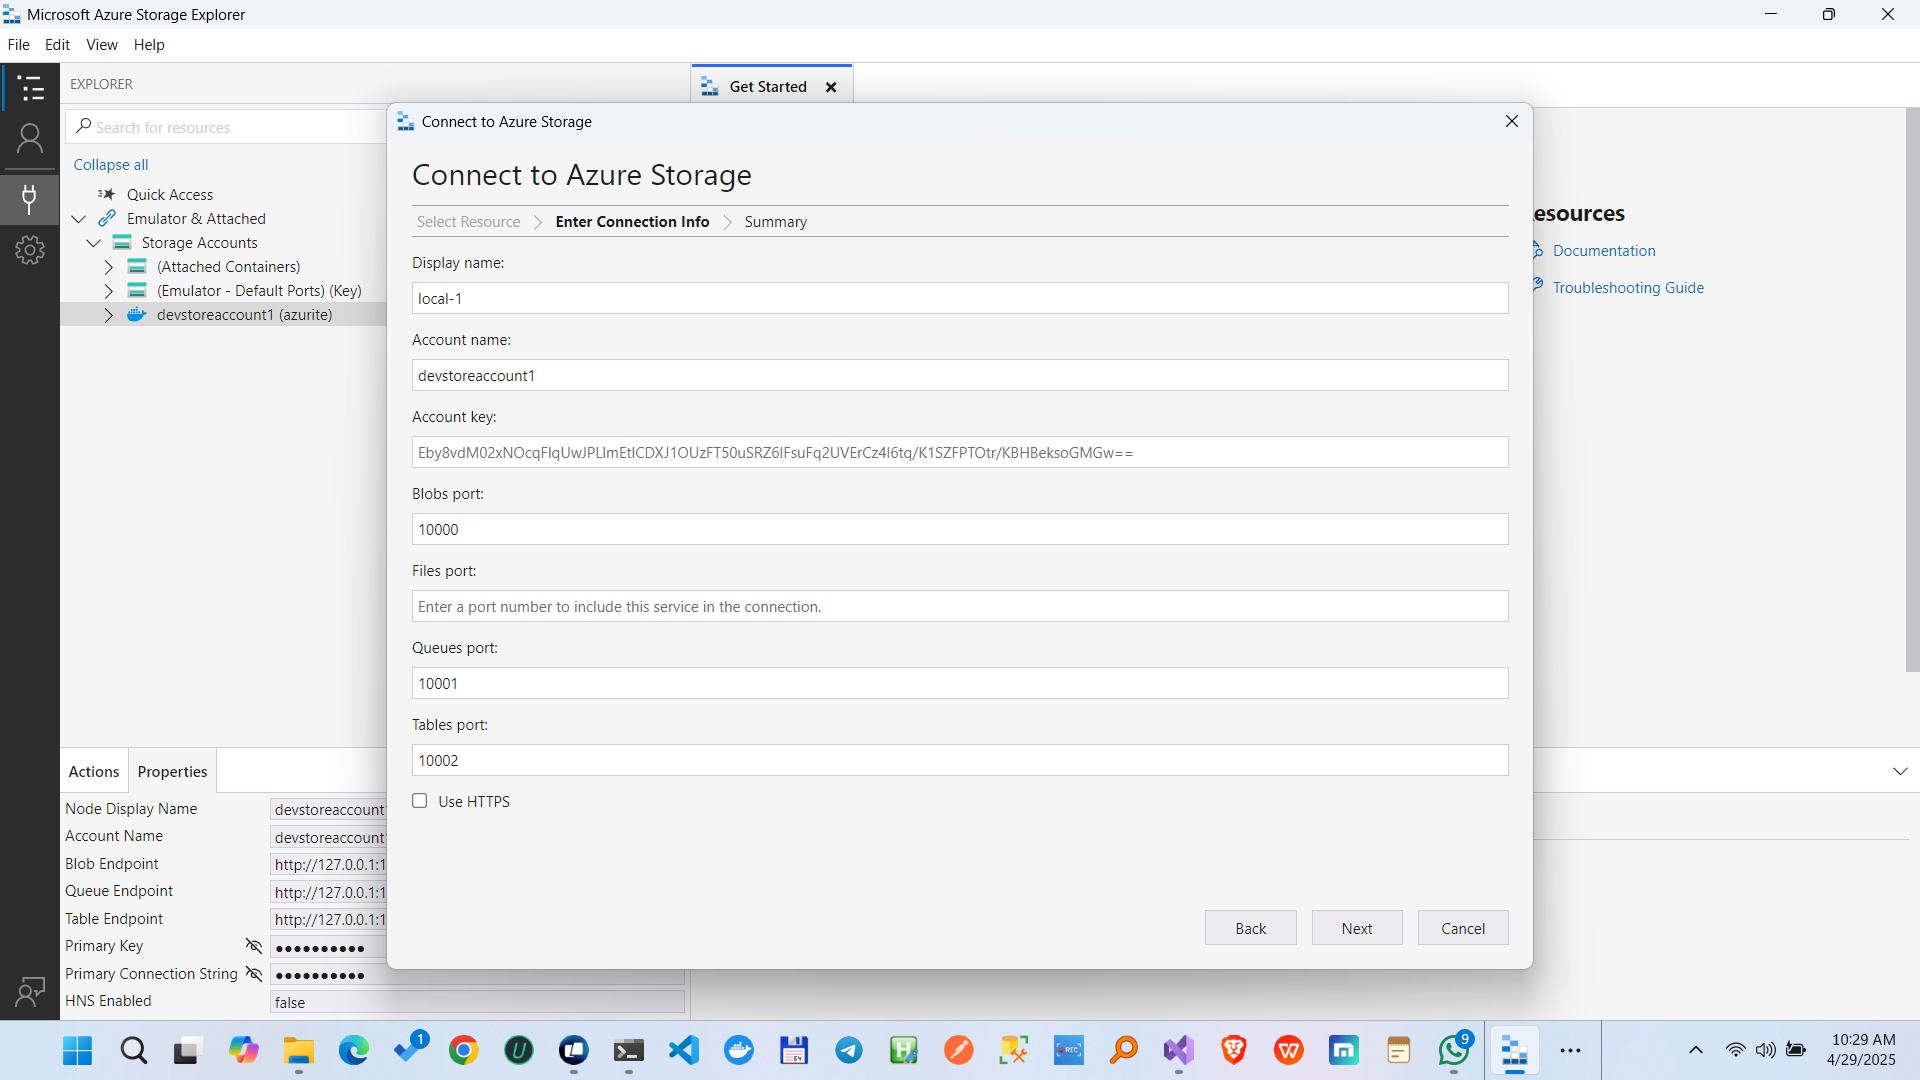 Microsoft Azure Storage Explorer
File Edit View Help
EXPLORER
Get Started
Search for resources
Collapse all
Quick Access
Emulator & Attached
Storage Accounts
(Attached Containers)
(Emulator - Default Ports) (Key)
devstoreaccount1 (azurite)
Connect to Azure Storage
Connect to Azure Storage
Select Resource Enter Connection Info Summary
Display name:
local-1
Account name:
devstoreaccount1
Account key:
Eby8vdM02xNOcqFlqUwJPLlmEtlCDXJ1OUzFT50uSRZ6IFsuFq2UVErCz4I6tq/K1SZFPTOtr/KBHBeksoGMGw==
Blobs port:
10000
Files port:
Enter a port number to include this service in the connection.
Queues port:
10001
Tables port:
10002
Use HTTPS
Back Next Cancel
esources
Documentation
Troubleshooting Guide
Actions Properties
Node Display Name devstoreaccount
Account Name devstoreaccount
Blob Endpoint http://127.0.0.1:1
Queue Endpoint http://127.0.0.1:1
Table Endpoint http://127.0.0.1:1
Primary Key ●●●●●●●●●●
Primary Connection String ●●●●●●●●●●
HNS Enabled false
1
64
REC
9
10:29 AM
4/29/2025